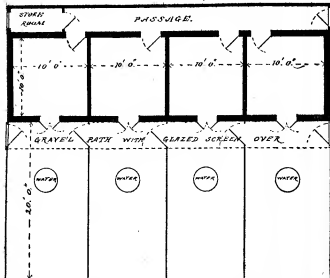 STORE ROOM
PASSAGE.
10' 0" 10' 0" 10' 0" 10' 0"
10' 0"
GRAVEL PATH WITH GLAZED SCREEN OVER
WATER WATER WATER WATER
20' 0"